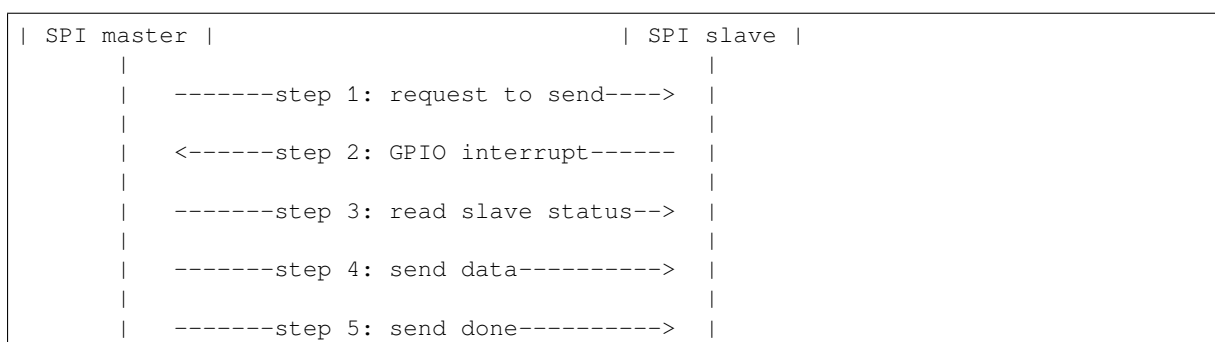 | SPI master |                                   | SPI slave |
      |                                                 |
      |   -------step 1: request to send---->  |
      |                                                 |
      |   <------step 2: GPIO interrupt------  |
      |                                                 |
      |   -------step 3: read slave status-->  |
      |                                                 |
      |   -------step 4: send data---------->  |
      |                                                 |
      |   -------step 5: send done---------->  |